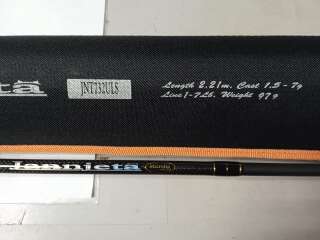 JNT732ULS
Length 2.21m, Cast 1.5 - 7g
Line 1-7Lb, Weight 97g